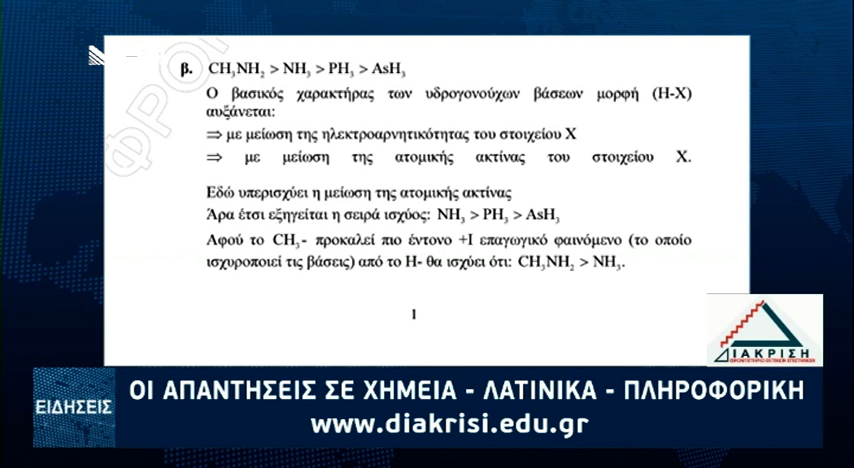 β. CH₃NH₂ > NH₃ > PH₃ > AsH₃
Ο βασικός χαρακτήρας των υδρογονούχων βάσεων μορφή (H-X)
αυξάνεται:
⇒ με μείωση της ηλεκτροαρνητικότητας του στοιχείου X
⇒ με μείωση της ατομικής ακτίνας του στοιχείου X.
Εδώ υπερισχύει η μείωση της ατομικής ακτίνας
Άρα έτσι εξηγείται η σειρά ισχύος: NH₃ > PH₃ > AsH₃
Αφού το CH₃- προκαλεί πιο έντονο +I επαγωγικό φαινόμενο (το οποίο
ισχυροποιεί τις βάσεις) από το H- θα ισχύει ότι: CH₃NH₂ > NH₃.
1
ΦΡΟ
ΔΙΑΚΡΙΣΗ
ΕΙΔΗΣΕΙΣ
ΟΙ ΑΠΑΝΤΗΣΕΙΣ ΣΕ ΧΗΜΕΙΑ - ΛΑΤΙΝΙΚΑ - ΠΛΗΡΟΦΟΡΙΚΗ
www.diakrisi.edu.gr